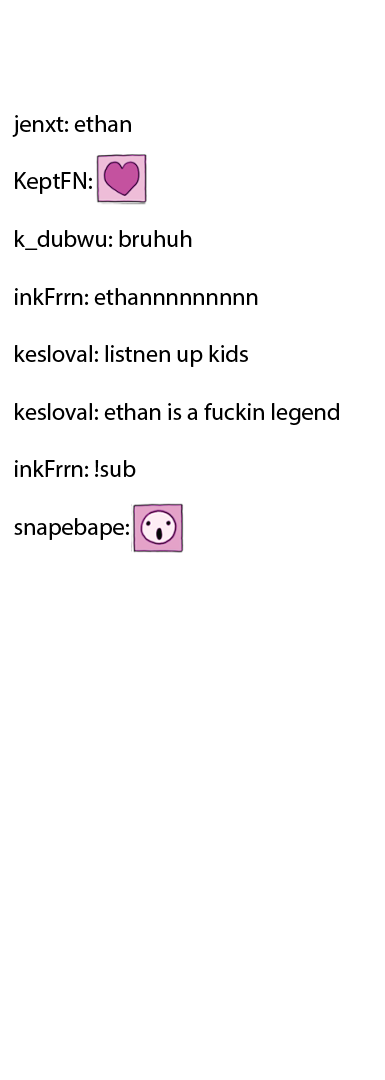 jenxt: ethan
KeptFN:
k_dubwu: bruhuh
inkFrrn: ethannnnnnnnn
kesloval: listnen up kids
kesloval: ethan is a fuckin legend
inkFrrn: !sub
snapebape: